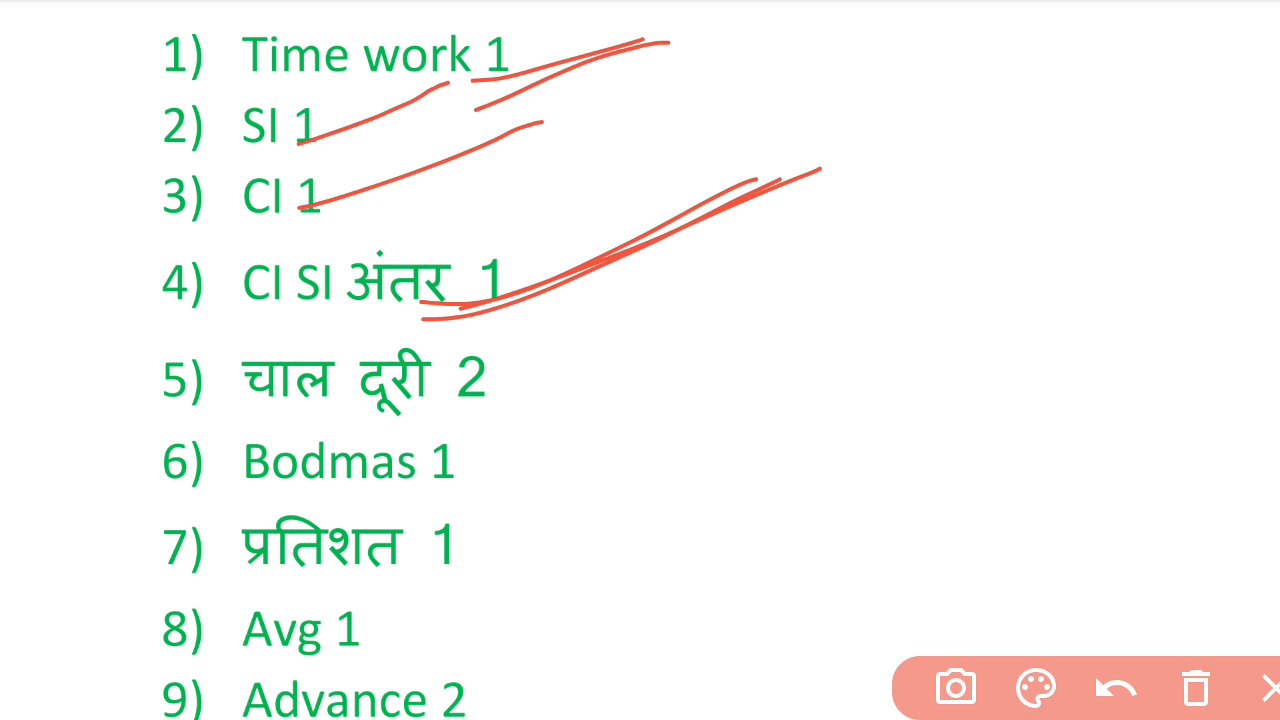 1) Time work 1
2) SI 1
3) CI 1
4) CI SI अंतर 1
5) चाल दूरी 2
6) Bodmas 1
7) प्रतिशत 1
8) Avg 1
9) Advance 2